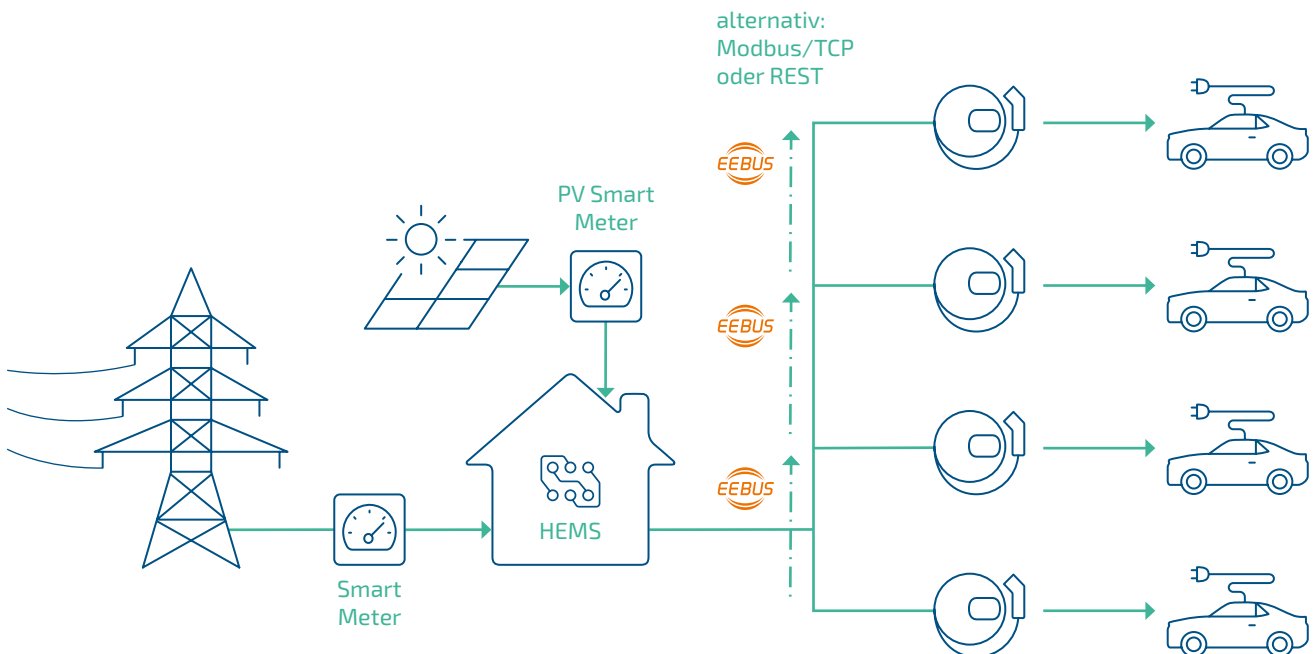 alternativ:
Modbus/TCP
oder REST
EEBUS
PV Smart
Meter
EEBUS
EEBUS
HEMS
Smart
Meter